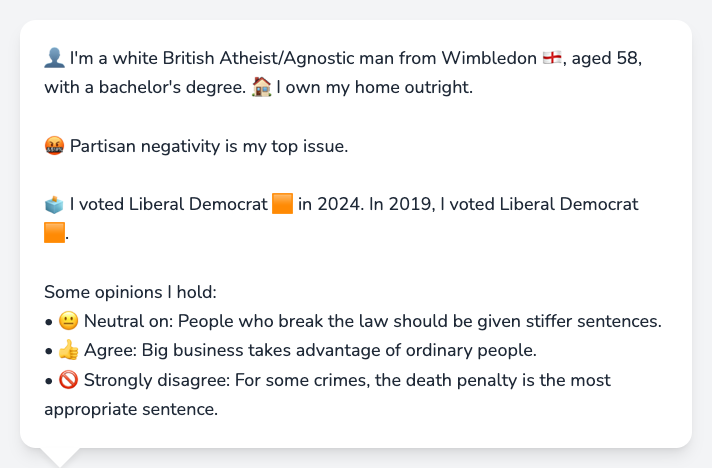 👤 I'm a white British Atheist/Agnostic man from Wimbledon 🏴󠁧󠁢󠁥󠁮󠁧󠁿, aged 58,
with a bachelor's degree. 🏠 I own my home outright.
🤬 Partisan negativity is my top issue.
🗳️ I voted Liberal Democrat 🟧 in 2024. In 2019, I voted Liberal Democrat
🟧.
Some opinions I hold:
• 😐 Neutral on: People who break the law should be given stiffer sentences.
• 👍 Agree: Big business takes advantage of ordinary people.
• 🚫 Strongly disagree: For some crimes, the death penalty is the most
appropriate sentence.